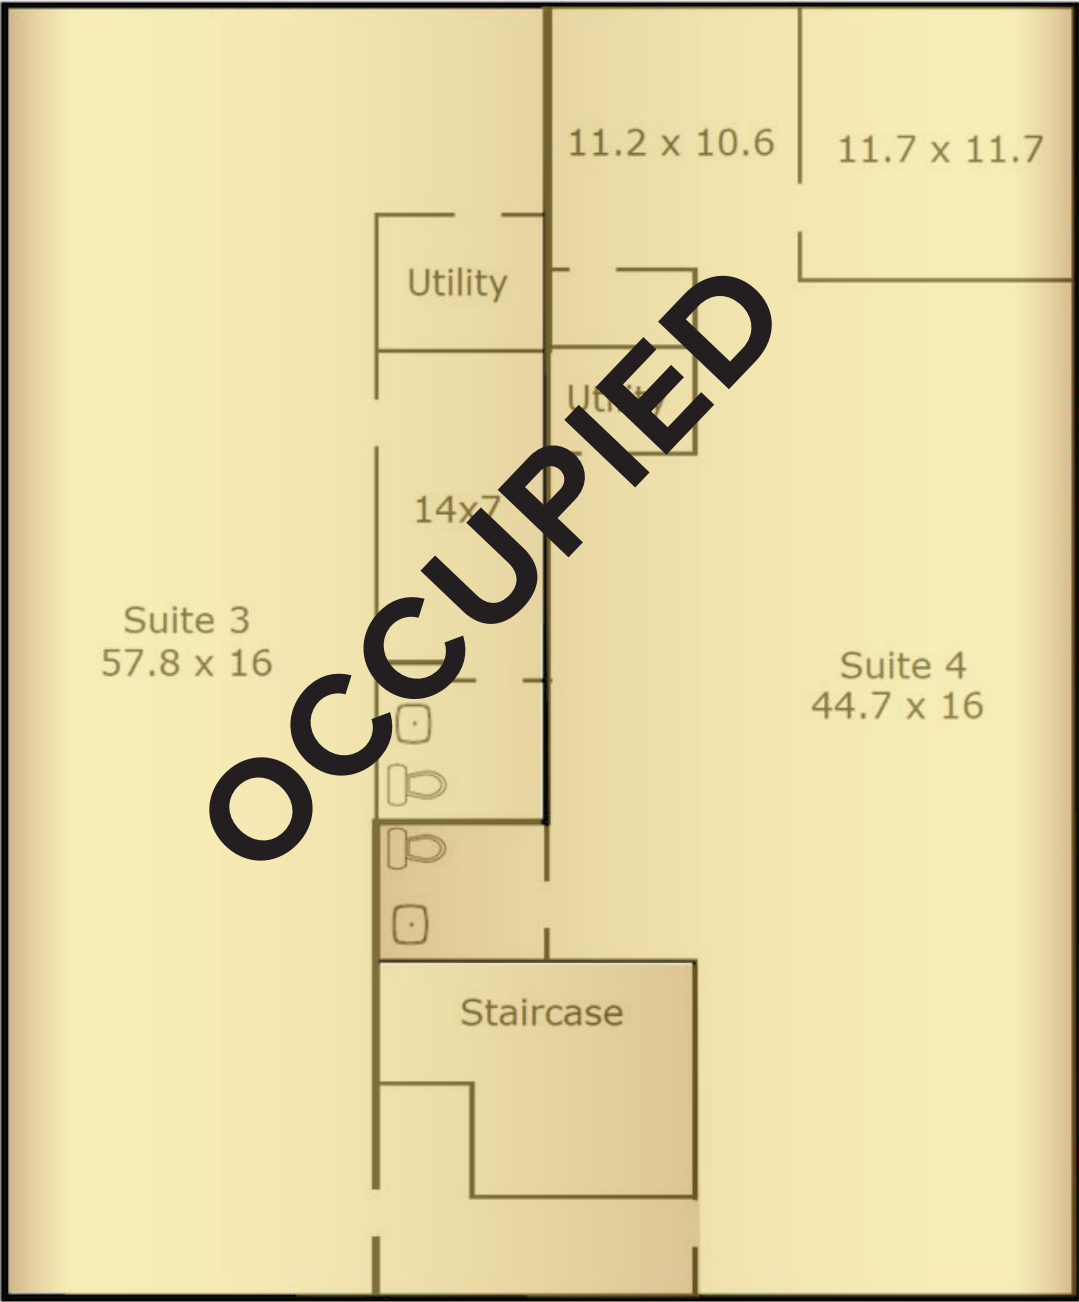 11.2 x 10.6
11.7 x 11.7
Utility
Utility
14x7
Suite 3
57.8 x 16
Suite 4
44.7 x 16
OCCUPIED
Staircase